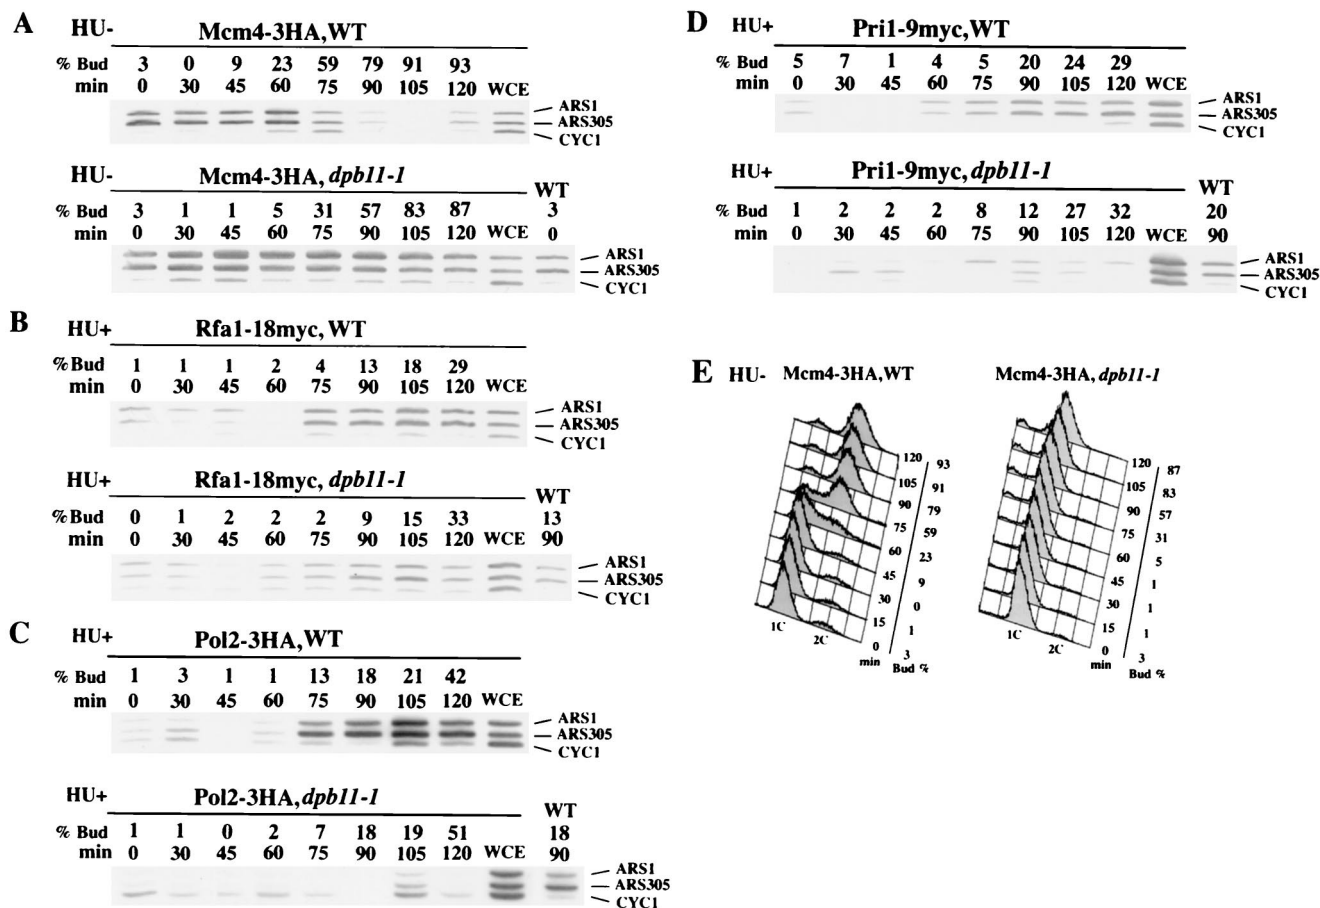 A
HU-
Mcm4-3HA,WT
% Bud 3 0 9 23 59 79 91 93
min 0 30 45 60 75 90 105 120 WCE
ARS1
ARS305
CYC1
HU-
Mcm4-3HA, dpb11-1
WT
% Bud 3 1 1 5 31 57 83 87 3
min 0 30 45 60 75 90 105 120 WCE 0
ARS1
ARS305
CYC1
B
HU+
Rfa1-18myc, WT
% Bud 1 1 1 2 4 13 18 29
min 0 30 45 60 75 90 105 120 WCE
ARS1
ARS305
CYC1
HU+
Rfa1-18myc, dpb11-1
WT
% Bud 0 1 2 2 2 9 15 33 13
min 0 30 45 60 75 90 105 120 WCE 90
ARS1
ARS305
CYC1
C
HU+
Pol2-3HA,WT
% Bud 1 3 1 1 13 18 21 42
min 0 30 45 60 75 90 105 120 WCE
ARS1
ARS305
CYC1
HU+
Pol2-3HA,dpb11-1
WT
% Bud 1 1 0 2 7 18 19 51 18
min 0 30 45 60 75 90 105 120 WCE 90
ARS1
ARS305
CYC1
D
HU+
Pri1-9myc,WT
% Bud 5 7 1 4 5 20 24 29
min 0 30 45 60 75 90 105 120 WCE
ARS1
ARS305
CYC1
HU+
Pri1-9myc,dpb11-1
WT
% Bud 1 2 2 2 8 12 27 32 20
min 0 30 45 60 75 90 105 120 WCE 90
ARS1
ARS305
CYC1
E
HU-
Mcm4-3HA,WT
120 93
105 91
90 79
75 59
60 23
45 9
30 0
15 1
0 3
1C 2C
min Bud %
Mcm4-3HA, dpb11-1
120 87
105 83
90 57
75 31
60 5
45 1
30 1
15 1
0 3
1C 2C
min Bud %